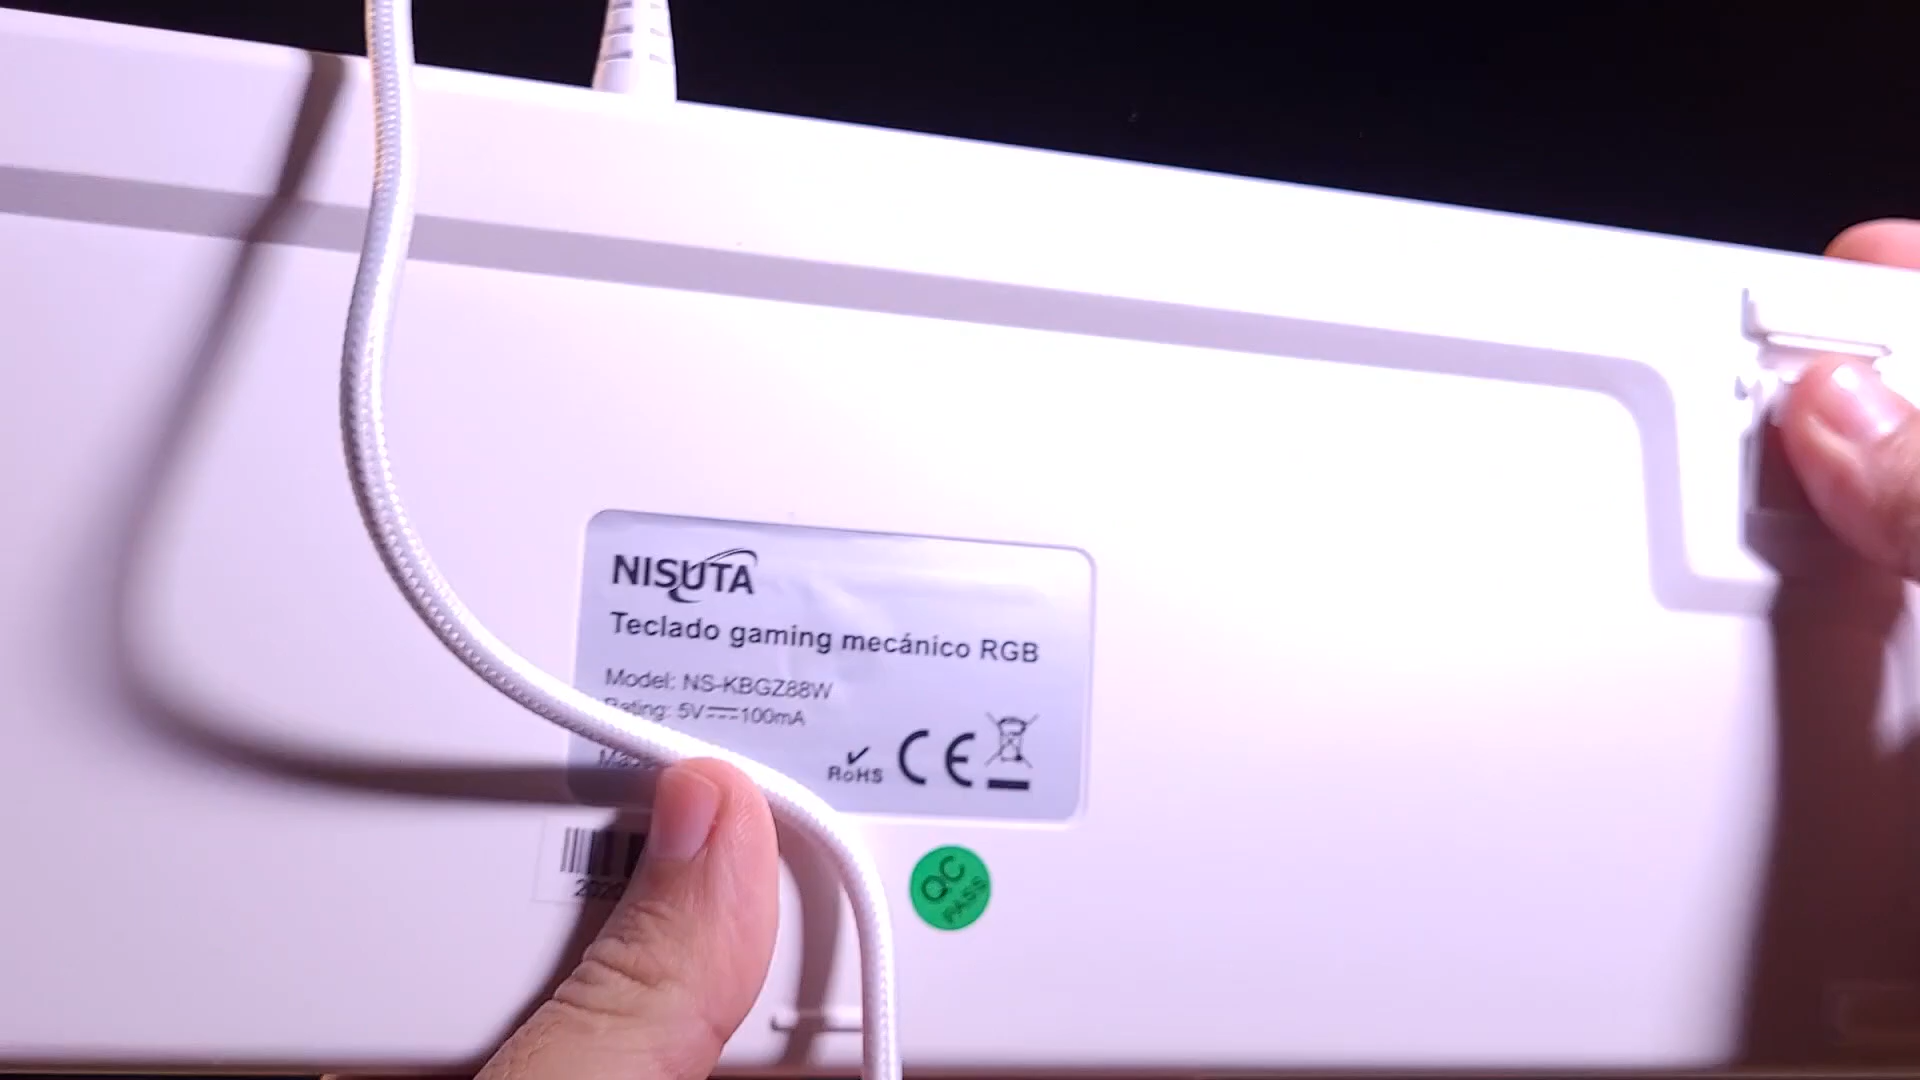 NISUTA
Teclado gaming mecánico RGB
Model: NS-KBGZ88W
Rating: 5V⎓100mA
RoHS CE
QC
PASS